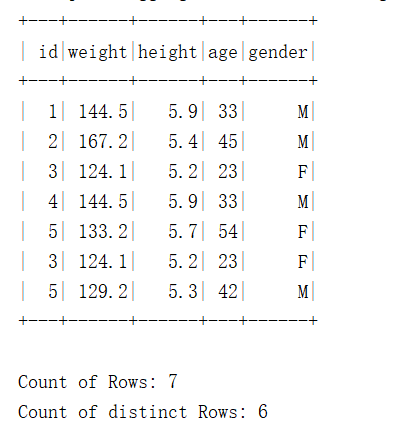 +---+------+------+---+------+
| id|weight|height|age|gender|
+---+------+------+---+------+
|  1| 144.5|   5.9| 33|     M|
|  2| 167.2|   5.4| 45|     M|
|  3| 124.1|   5.2| 23|     F|
|  4| 144.5|   5.9| 33|     M|
|  5| 133.2|   5.7| 54|     F|
|  3| 124.1|   5.2| 23|     F|
|  5| 129.2|   5.3| 42|     M|
+---+------+------+---+------+
Count of Rows: 7
Count of distinct Rows: 6